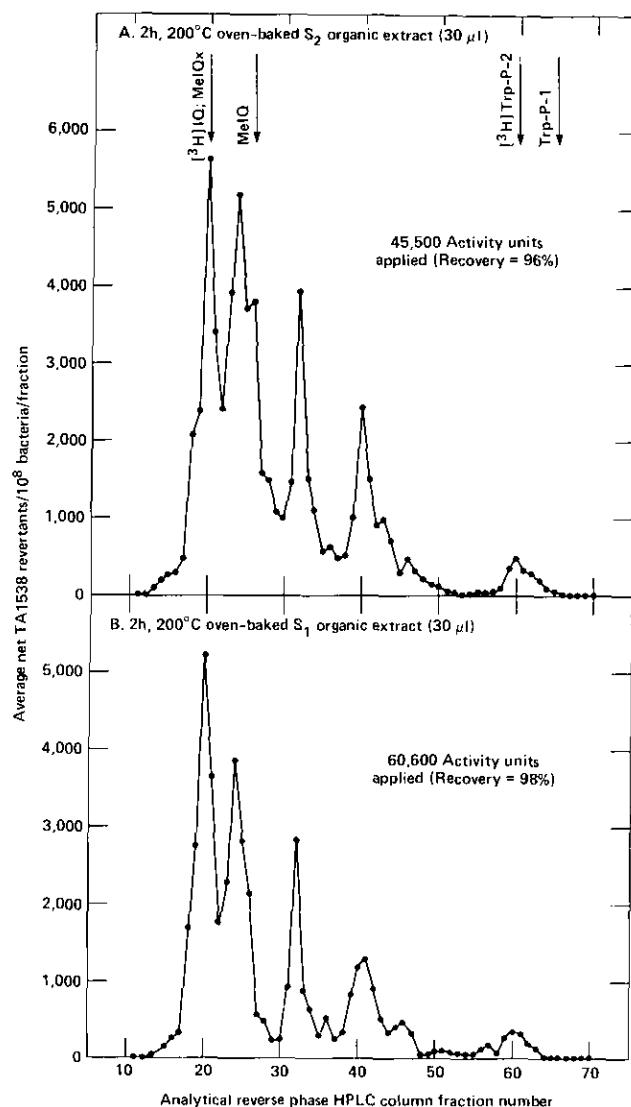 A. 2h, 200°C oven-baked S₂ organic extract (30 µl)
[³H]IQ; MeIQx
MeIQ
[³H]Trp-P-2
Trp-P-1
45,500 Activity units
applied (Recovery = 96%)
6,000
5,000
4,000
3,000
2,000
1,000
0
Average net TA1538 revertants/10⁸ bacteria/fraction
B. 2h, 200°C oven-baked S₁ organic extract (30 µl)
60,600 Activity units
applied (Recovery = 98%)
5,000
4,000
3,000
2,000
1,000
0
10 20 30 40 50 60 70
Analytical reverse phase HPLC column fraction number